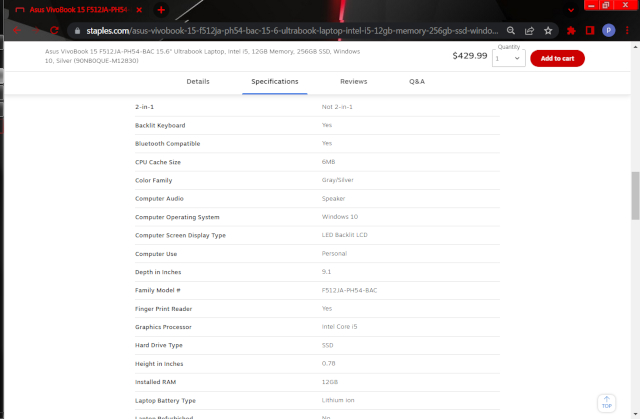 Asus VivoBook 15 F512JA-PH54
staples.com/asus-vivobook-15-f512ja-ph54-bac-15-6-ultrabook-laptop-intel-i5-12gb-memory-256gb-ssd-windo...
P
Asus VivoBook 15 F512JA-PH54-BAC 15.6" Ultrabook Laptop, Intel i5, 12GB Memory, 256GB SSD, Windows
10, Silver (90NB0QUE-M12830)
$429.99
Quantity
1
Add to cart
Details Specifications Reviews Q&A
2-in-1 Not 2-in-1
Backlit Keyboard Yes
Bluetooth Compatible Yes
CPU Cache Size 6MB
Color Family Gray/Silver
Computer Audio Speaker
Computer Operating System Windows 10
Computer Screen Display Type LED Backlit LCD
Computer Use Personal
Depth in Inches 9.1
Family Model # F512JA-PH54-BAC
Finger Print Reader Yes
Graphics Processor Intel Core i5
Hard Drive Type SSD
Height in Inches 0.78
Installed RAM 12GB
Laptop Battery Type Lithium ion
Laptop Refurbished No
TOP